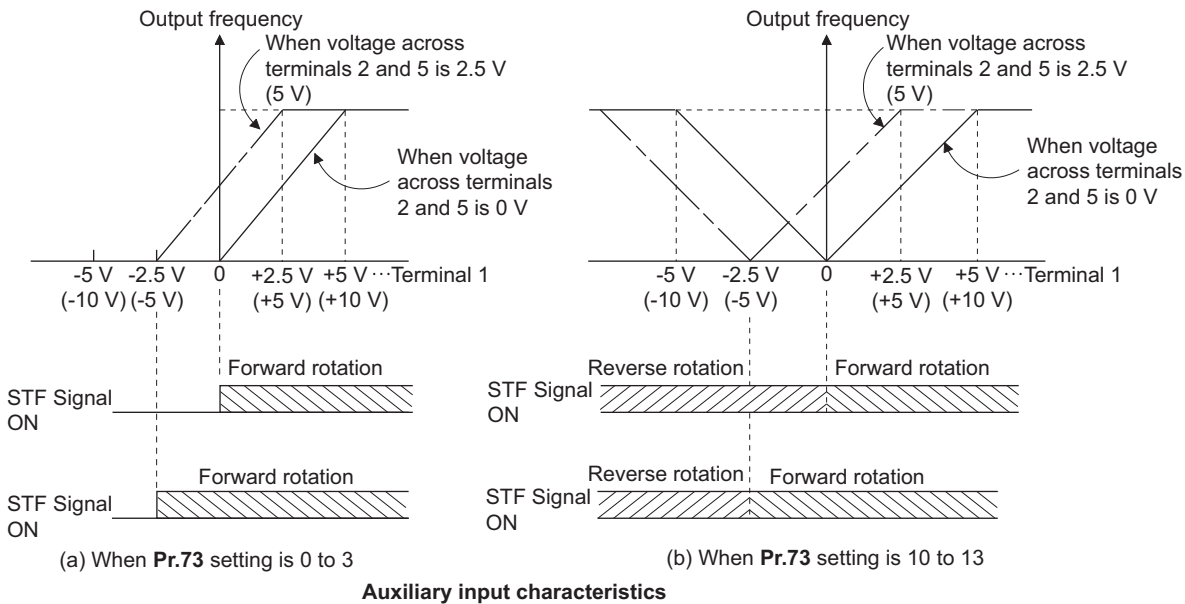 Output frequency
When voltage across
terminals 2 and 5 is 2.5 V
(5 V)
When voltage
across terminals
2 and 5 is 0 V
-5 V -2.5 V 0 +2.5 V +5 V ···Terminal 1
(-10 V) (-5 V) (+5 V) (+10 V)
Forward rotation
STF Signal
ON
Forward rotation
STF Signal
ON
(a) When Pr.73 setting is 0 to 3
Output frequency
When voltage across
terminals 2 and 5 is 2.5 V
(5 V)
When voltage
across terminals
2 and 5 is 0 V
-5 V -2.5 V 0 +2.5 V +5 V ···Terminal 1
(-10 V) (-5 V) (+5 V) (+10 V)
Reverse rotation Forward rotation
STF Signal
ON
Reverse rotation Forward rotation
STF Signal
ON
(b) When Pr.73 setting is 10 to 13
Auxiliary input characteristics